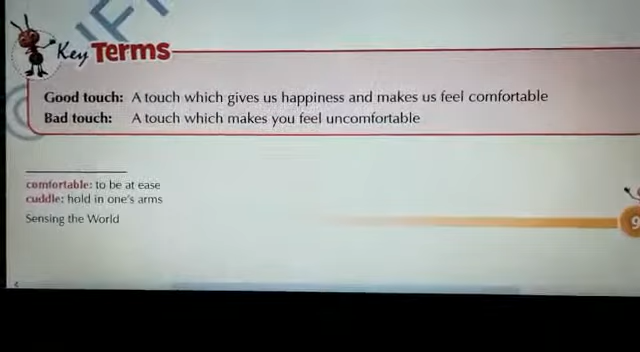 Key Terms
Good touch: A touch which gives us happiness and makes us feel comfortable
Bad touch: A touch which makes you feel uncomfortable
comfortable: to be at ease
cuddle: hold in one's arms
Sensing the World
9